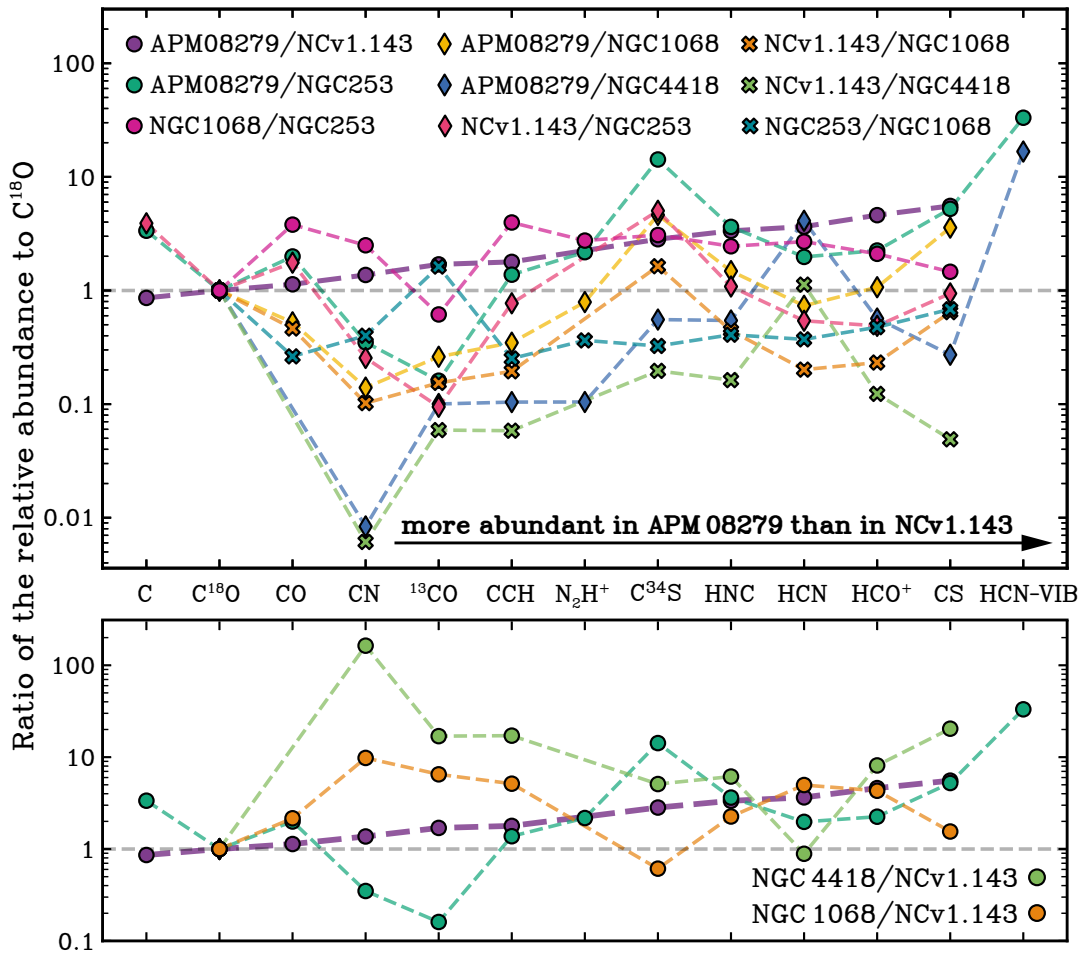 Ratio of the relative abundance to C¹⁸O
APM08279/NCv1.143 APM08279/NGC1068 NCv1.143/NGC1068
APM08279/NGC253 APM08279/NGC4418 NCv1.143/NGC4418
NGC1068/NGC253 NCv1.143/NGC253 NGC253/NGC1068
100
10
1
0.1
0.01
more abundant in APM 08279 than in NCv1.143
C C¹⁸O CO CN ¹³CO CCH N₂H⁺ C³⁴S HNC HCN HCO⁺ CS HCN-VIB
100
10
1
0.1
NGC 4418/NCv1.143
NGC 1068/NCv1.143